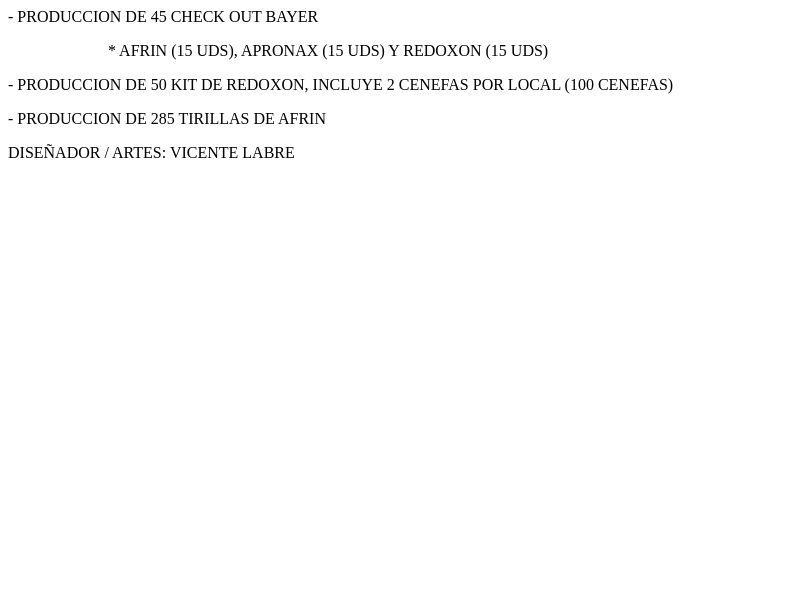 - PRODUCCION DE 45 CHECK OUT BAYER
* AFRIN (15 UDS), APRONAX (15 UDS) Y REDOXON (15 UDS)
- PRODUCCION DE 50 KIT DE REDOXON, INCLUYE 2 CENEFAS POR LOCAL (100 CENEFAS)
- PRODUCCION DE 285 TIRILLAS DE AFRIN
DISEÑADOR / ARTES: VICENTE LABRE